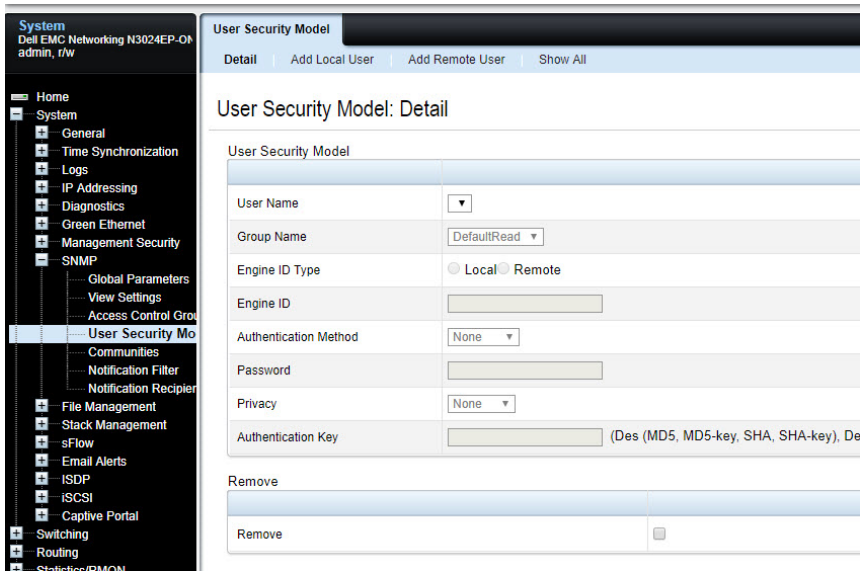 System
Dell EMC Networking N3024EP-ON
admin, r/w
Home
System
General
Time Synchronization
Logs
IP Addressing
Diagnostics
Green Ethernet
Management Security
SNMP
Global Parameters
View Settings
Access Control Grou
User Security Mo
Communities
Notification Filter
Notification Recipien
File Management
Stack Management
sFlow
Email Alerts
ISDP
iSCSI
Captive Portal
Switching
Routing
Statistics/RMON
User Security Model
Detail Add Local User Add Remote User Show All
User Security Model: Detail
User Security Model
User Name
Group Name DefaultRead
Engine ID Type Local Remote
Engine ID
Authentication Method None
Password
Privacy None
Authentication Key (Des (MD5, MD5-key, SHA, SHA-key), De
Remove
Remove